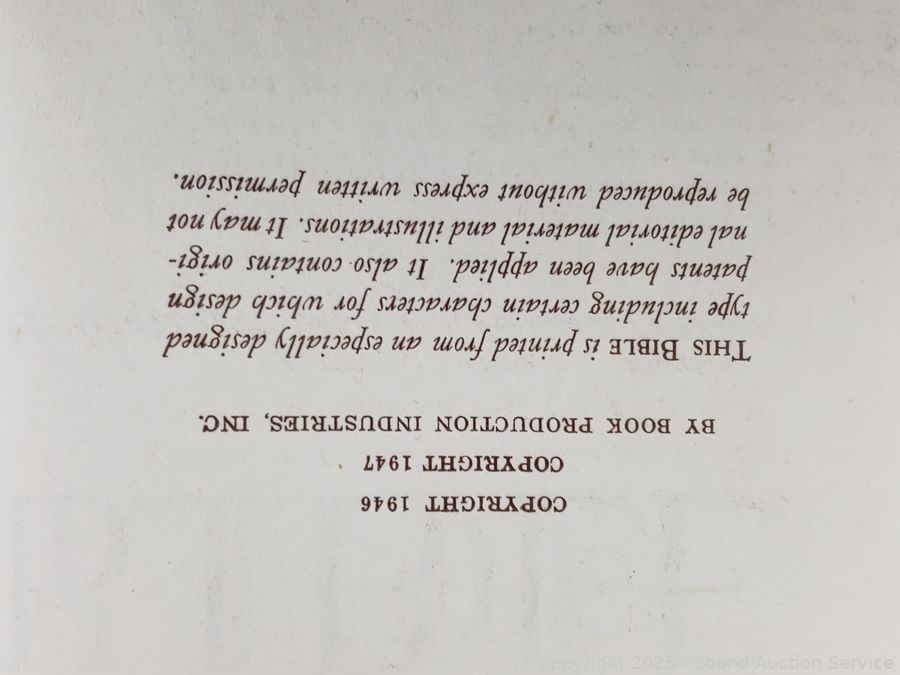 COPYRIGHT 1946
COPYRIGHT 1947
BY BOOK PRODUCTION INDUSTRIES, INC.
THIS BIBLE is printed from an especially designed
type including certain characters for which design
patents have been applied. It also contains origi-
nal editorial material and illustrations. It may not
be reproduced without express written permission.
Copyright 2025 - Sound Auction Service